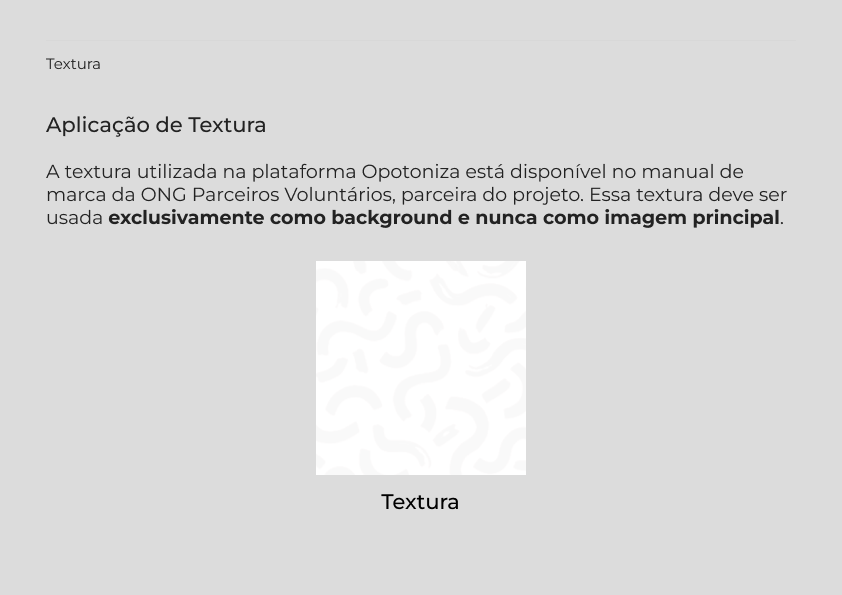 Textura
Aplicação de Textura
A textura utilizada na plataforma Opotoniza está disponível no manual de
marca da ONG Parceiros Voluntários, parceira do projeto. Essa textura deve ser
usada exclusivamente como background e nunca como imagem principal.
Textura